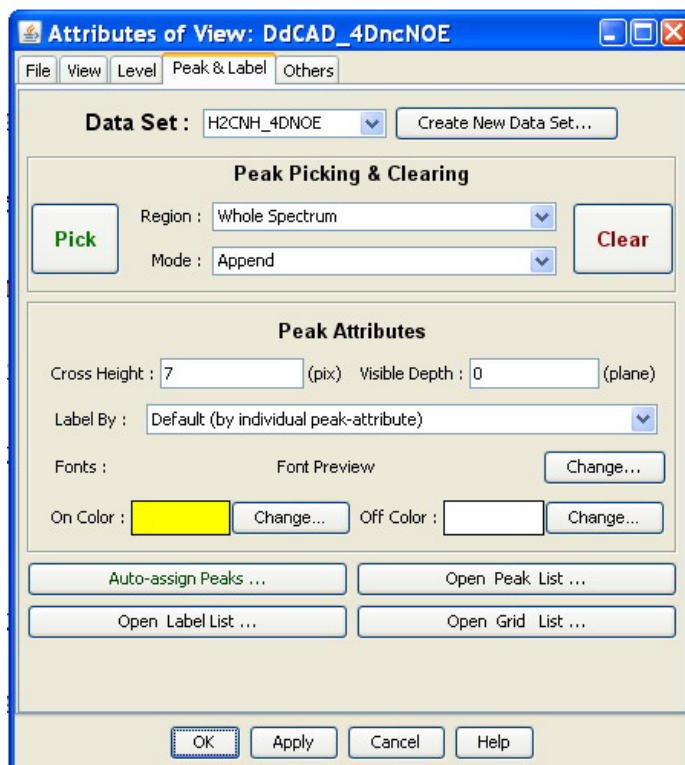 Attributes of View: DdCAD_4DncNOE
File View Level Peak & Label Others
Data Set : H2CNH_4DNOE Create New Data Set...
Peak Picking & Clearing
Pick
Region : Whole Spectrum
Mode : Append
Clear
Peak Attributes
Cross Height : 7 (pix) Visible Depth : 0 (plane)
Label By : Default (by individual peak-attribute)
Fonts : Font Preview Change...
On Color : Change... Off Color : Change...
Auto-assign Peaks ... Open Peak List ...
Open Label List ... Open Grid List ...
OK Apply Cancel Help